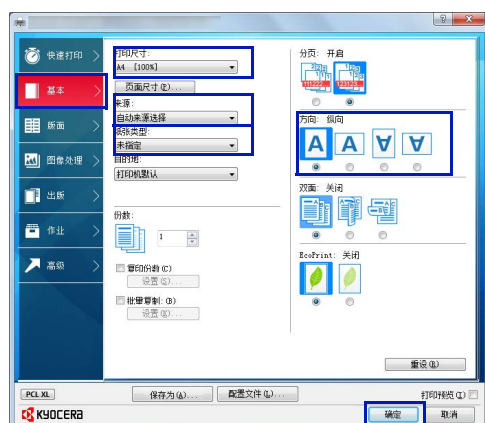 快速打印
基本
版面
图像处理
出版
作业
高级
打印尺寸:
A4 [100%]
页面尺寸(Z)...
来源:
自动来源选择
纸张类型:
未指定
目的地:
打印机默认
份数:
1
复印份数(C)
设置(S)...
批量复制:(B)
设置(E)...
分页: 开启
111222
123123
方向: 纵向
A A A A
双面: 关闭
EcoPrint: 关闭
重设(R)
PCL XL
保存为(A)...
配置文件(L)...
打印预览(I)
KYOCERA
确定
取消